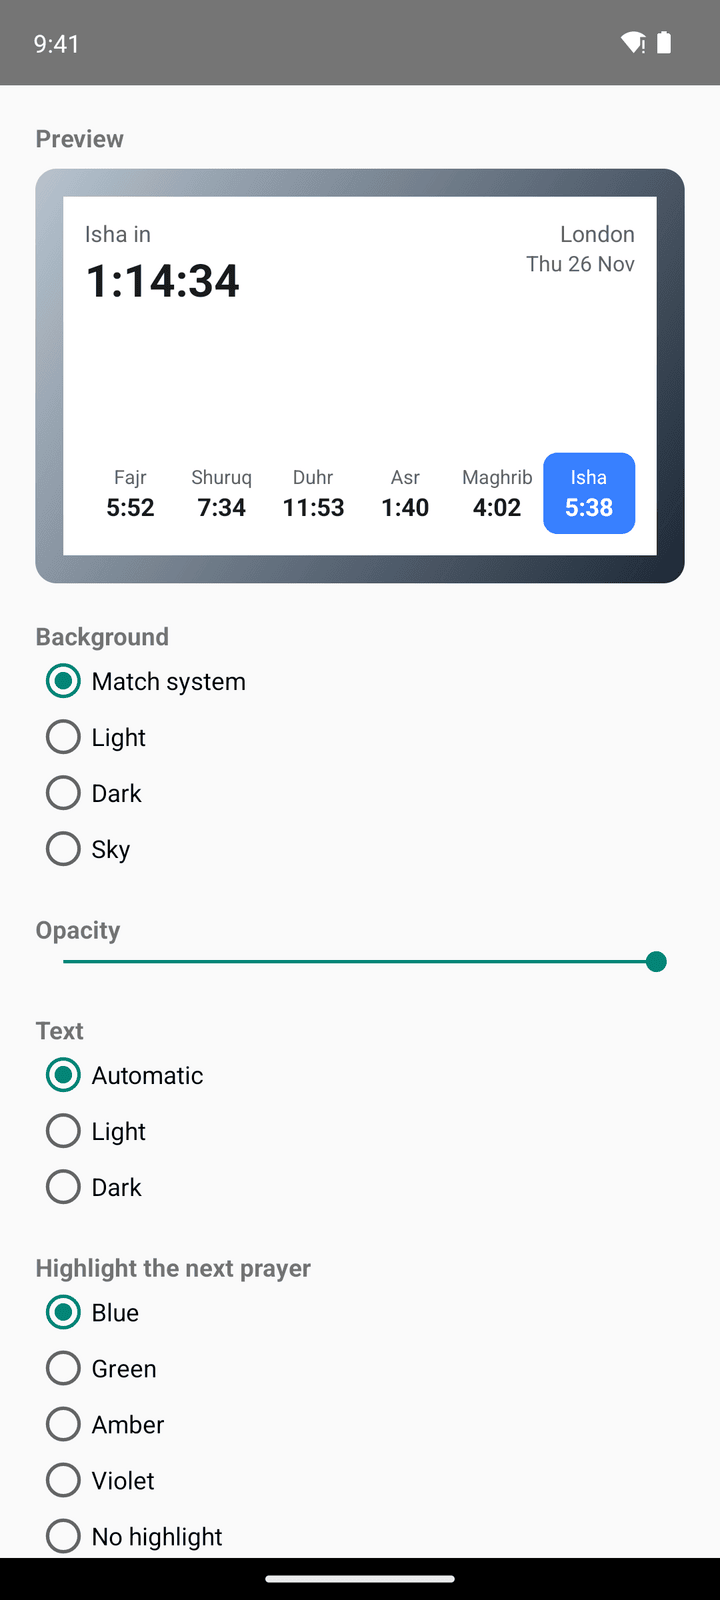 9:41
Preview
Isha in
London
1:14:34
Thu 26 Nov
Fajr Shuruq Duhr Asr Maghrib Isha
5:52 7:34 11:53 1:40 4:02 5:38
Background
Match system
Light
Dark
Sky
Opacity
Text
Automatic
Light
Dark
Highlight the next prayer
Blue
Green
Amber
Violet
No highlight